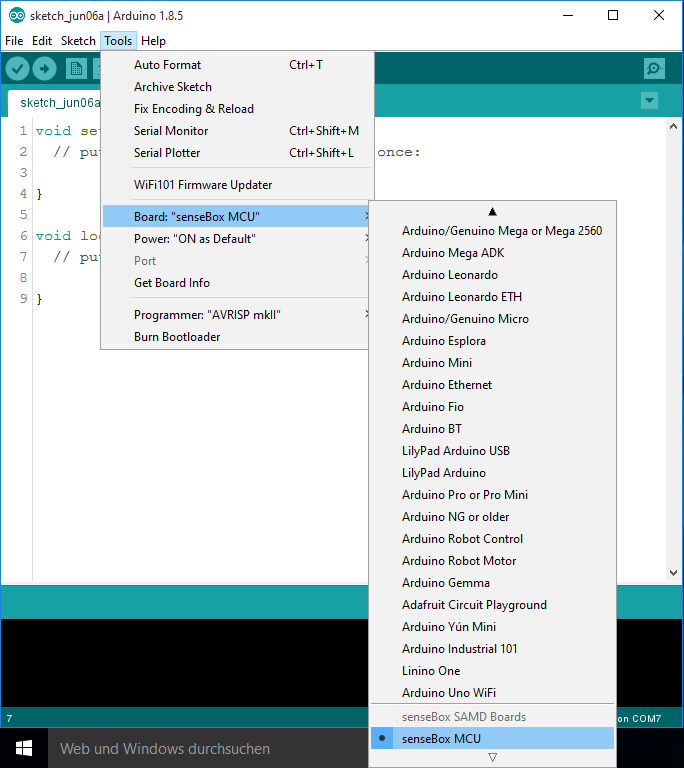 sketch_jun06a | Arduino 1.8.5
File Edit Sketch Tools Help
sketch_jun06a
Auto Format Ctrl+T
Archive Sketch
Fix Encoding & Reload
Serial Monitor Ctrl+Shift+M
Serial Plotter Ctrl+Shift+L
WiFi101 Firmware Updater
Board: "senseBox MCU"
Power: "ON as Default"
Port
Get Board Info
Programmer: "AVRISP mkII"
Burn Bootloader
1 void se
2 // pu once:
3
4 }
5
6 void loo
7 // pu
8
9 }
Arduino/Genuino Mega or Mega 2560
Arduino Mega ADK
Arduino Leonardo
Arduino Leonardo ETH
Arduino/Genuino Micro
Arduino Esplora
Arduino Mini
Arduino Ethernet
Arduino Fio
Arduino BT
LilyPad Arduino USB
LilyPad Arduino
Arduino Pro or Pro Mini
Arduino NG or older
Arduino Robot Control
Arduino Robot Motor
Arduino Gemma
Adafruit Circuit Playground
Arduino Yún Mini
Arduino Industrial 101
Linino One
Arduino Uno WiFi
senseBox SAMD Boards
senseBox MCU
7 on COM7
Web und Windows durchsuchen